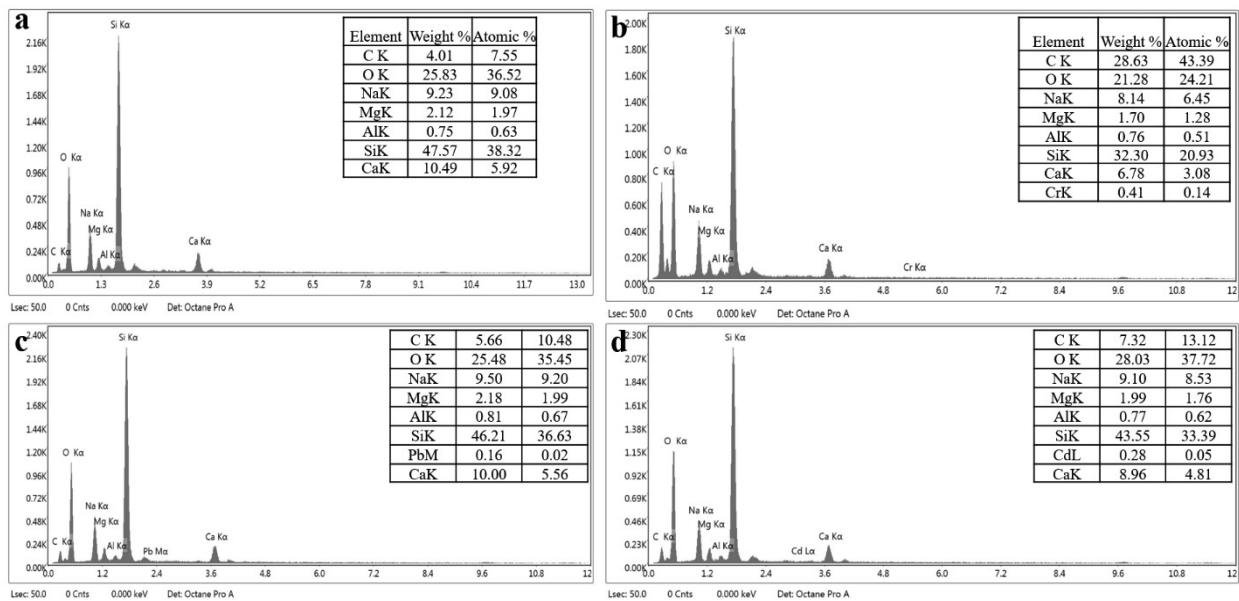 a
Element Weight % Atomic %
C K 4.01 7.55
O K 25.83 36.52
NaK 9.23 9.08
MgK 2.12 1.97
AlK 0.75 0.63
SiK 47.57 38.32
CaK 10.49 5.92
Si Kα
O Kα
Na Kα
Mg Kα
C Kα
Al Kα
Ca Kα
2.16K
1.92K
1.68K
1.44K
1.20K
0.96K
0.72K
0.48K
0.24K
0.00K
0.0 1.3 2.6 3.9 5.2 6.5 7.8 9.1 10.4 11.7 13.0
Lsec: 50.0 0 Cnts 0.000 keV Det: Octane Pro A
b
Element Weight % Atomic %
C K 28.63 43.39
O K 21.28 24.21
NaK 8.14 6.45
MgK 1.70 1.28
AlK 0.76 0.51
SiK 32.30 20.93
CaK 6.78 3.08
CrK 0.41 0.14
Si Kα
O Kα
C Kα
Na Kα
Mg Kα
Al Kα
Ca Kα
Cr Kα
2.00K
1.80K
1.60K
1.40K
1.20K
1.00K
0.80K
0.60K
0.40K
0.20K
0.00K
0.0 1.2 2.4 3.6 4.8 6.0 7.2 8.4 9.6 10.8 12
Lsec: 50.0 0 Cnts 0.000 keV Det: Octane Pro A
c
C K 5.66 10.48
O K 25.48 35.45
NaK 9.50 9.20
MgK 2.18 1.99
AlK 0.81 0.67
SiK 46.21 36.63
PbM 0.16 0.02
CaK 10.00 5.56
Si Kα
O Kα
Na Kα
Mg Kα
C Kα
Al Kα
Pb Mα
Ca Kα
2.40K
2.16K
1.92K
1.68K
1.44K
1.20K
0.96K
0.72K
0.48K
0.24K
0.00K
0.0 1.2 2.4 3.6 4.8 6.0 7.2 8.4 9.6 10.8 12
Lsec: 50.0 0 Cnts 0.000 keV Det: Octane Pro A
d
C K 7.32 13.12
O K 28.03 37.72
NaK 9.10 8.53
MgK 1.99 1.76
AlK 0.77 0.62
SiK 43.55 33.39
CdL 0.28 0.05
CaK 8.96 4.81
Si Kα
O Kα
Na Kα
Mg Kα
C Kα
Al Kα
Cd Lα
Ca Kα
2.30K
2.07K
1.84K
1.61K
1.38K
1.15K
0.92K
0.69K
0.46K
0.23K
0.00K
0.0 1.2 2.4 3.6 4.8 6.0 7.2 8.4 9.6 10.8 12
Lsec: 50.0 0 Cnts 0.000 keV Det: Octane Pro A